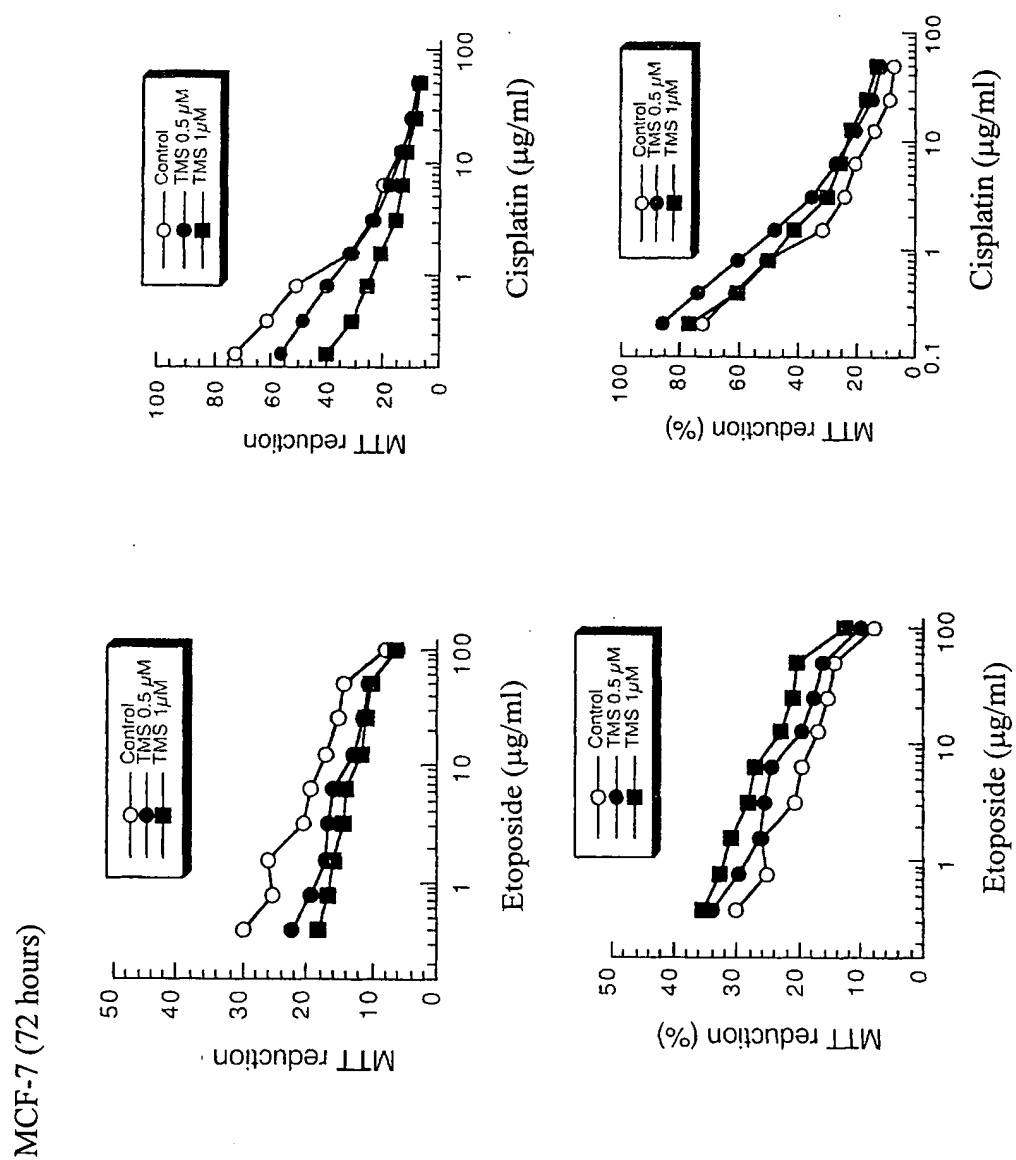 MCF-7 (72 hours)
Control
TMS 0.5 µM
TMS 1µM
MTT reduction
50
40
30
20
10
0
1
10
100
Etoposide (µg/ml)
Control
TMS 0.5 µM
TMS 1µM
MTT reduction
100
80
60
40
20
0
1
10
100
Cisplatin (µg/ml)
Control
TMS 0.5 µM
TMS 1µM
MTT reduction (%)
50
40
30
20
10
0
1
10
100
Etoposide (µg/ml)
Control
TMS 0.5 µM
TMS 1µM
MTT reduction (%)
100
80
60
40
20
0
0.1
1
10
100
Cisplatin (µg/ml)